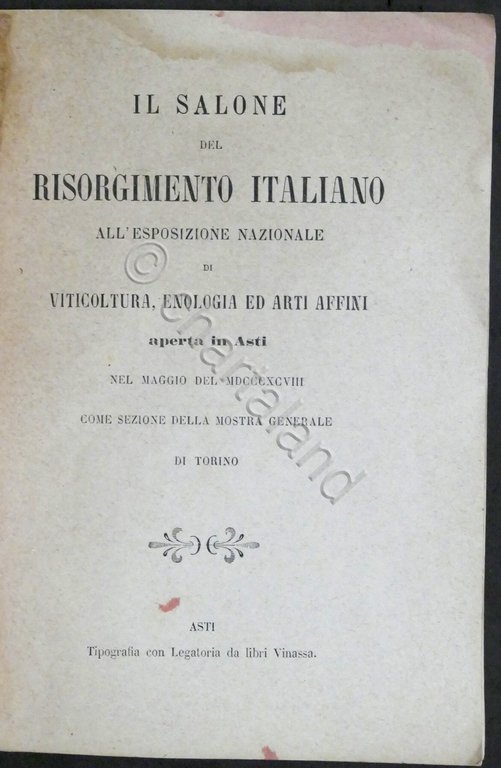 IL SALONE
DEL
RISORGIMENTO ITALIANO
ALL'ESPOSIZIONE NAZIONALE
DI
VITICOLTURA, ENOLOGIA ED ARTI AFFINI
aperta in Asti
NEL MAGGIO DEL MDCCCXCVIII
COME SEZIONE DELLA MOSTRA GENERALE
DI TORINO
ASTI
Tipografia con Legatoria da libri Vinassa.
© chartaland